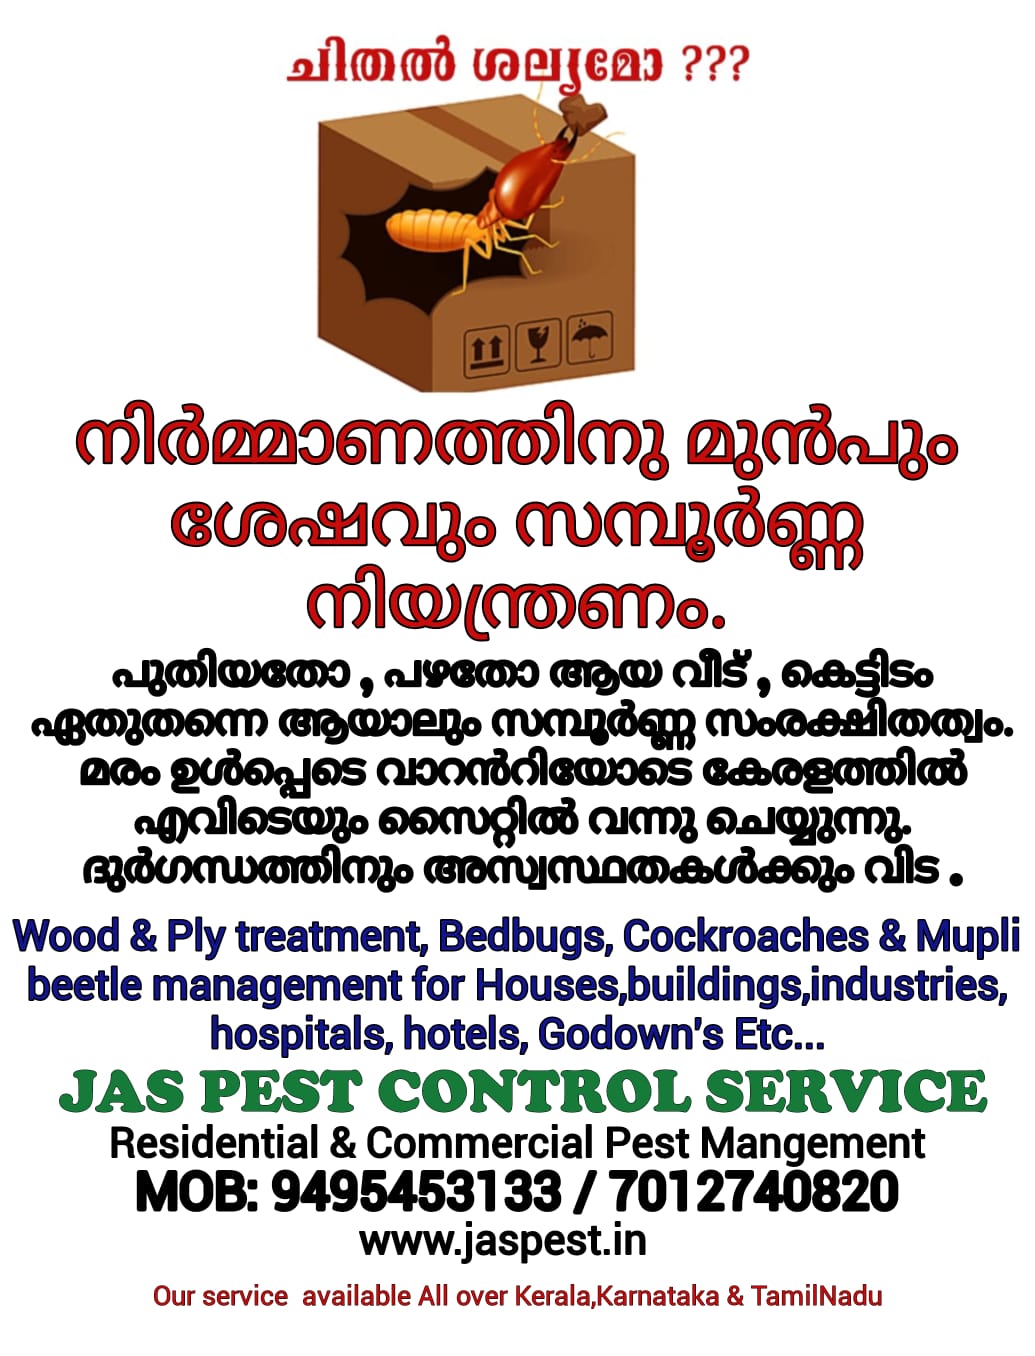 ചിതൽ ശല്യമോ ???
നിർമ്മാണത്തിനു മുൻപും
ശേഷവും സമ്പൂർണ്ണ
നിയന്ത്രണം.
പുതിയതോ , പഴതോ ആയ വീട് , കെട്ടിടം
ഏതുതന്നെ ആയാലും സമ്പൂർണ്ണ സംരക്ഷിതത്വം.
മരം ഉൾപ്പെടെ വാറൻറിയോടെ കേരളത്തിൽ
എവിടെയും സൈറ്റിൽ വന്നു ചെയ്യുന്നു.
ദുർഗന്ധത്തിനും അസ്വസ്ഥതകൾക്കും വിട .
Wood & Ply treatment, Bedbugs, Cockroaches & Mupli
beetle management for Houses,buildings,industries,
hospitals, hotels, Godown's Etc...
JAS PEST CONTROL SERVICE
Residential & Commercial Pest Mangement
MOB: 9495453133 / 7012740820
www.jaspest.in
Our service  available All over Kerala,Karnataka & TamilNadu